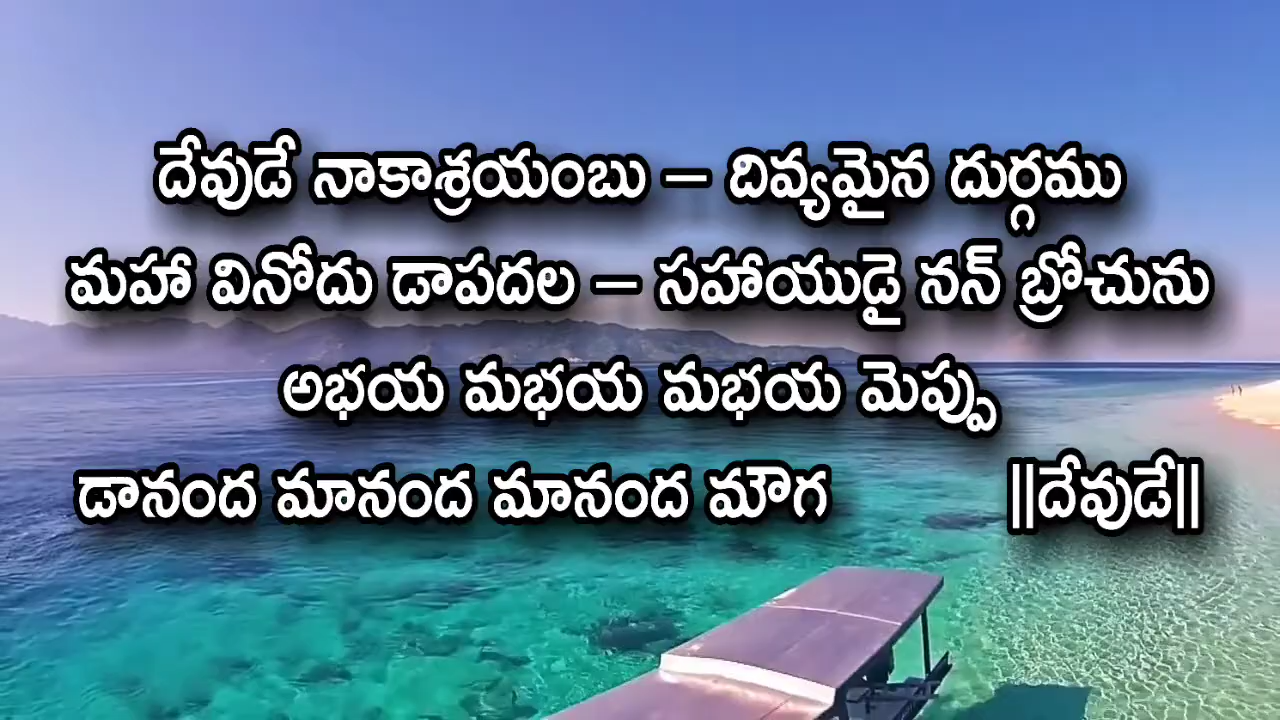 దేవుడే నాకాశ్రయంబు – దివ్యమైన దుర్గము
మహా వినోదు డాపదల – సహాయుడై నన్ బ్రోచును
అభయ మభయ మభయ మెప్పు
డానంద మానంద మానంద మౌగ ||దేవుడే||